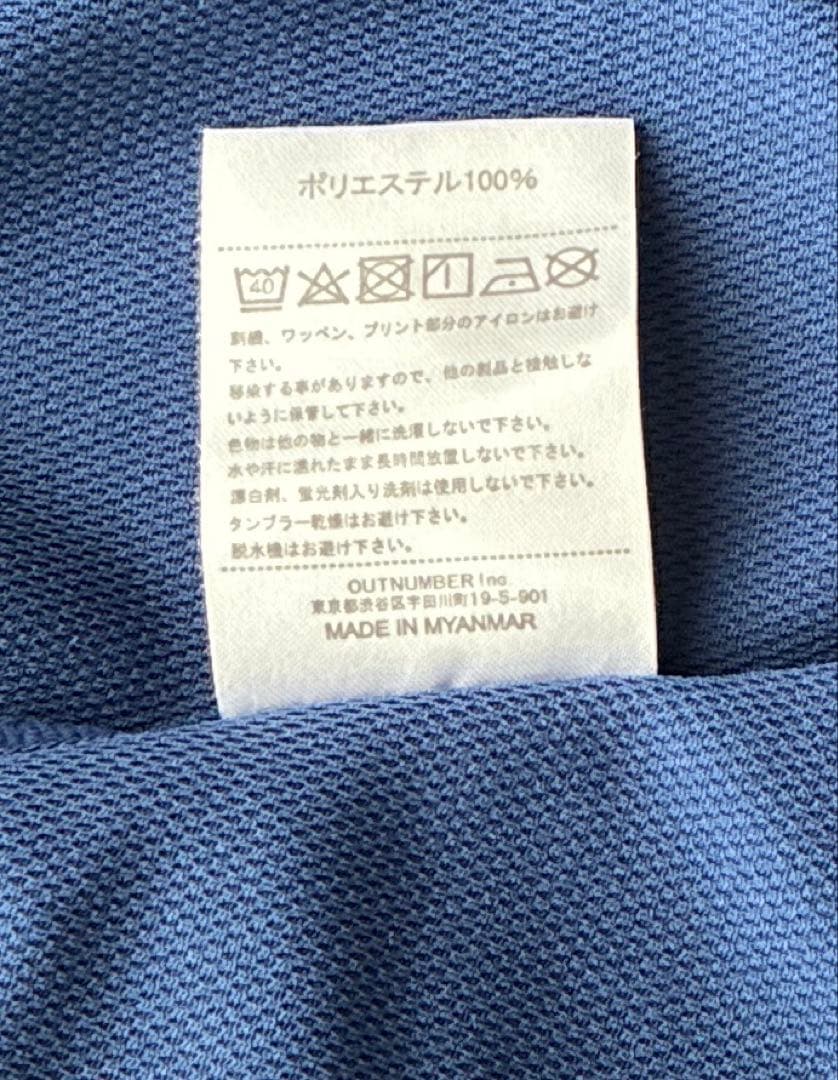 ポリエステル100%
40
刺繍、ワッペン、プリント部分のアイロンはお避け
下さい。
移染する事がありますので、他の製品と接触しな
いように保管して下さい。
色物は他の物と一緒に洗濯しないで下さい。
水や汗に濡れたまま長時間放置しないで下さい。
漂白剤、蛍光剤入り洗剤は使用しないで下さい。
タンブラー乾燥はお避け下さい。
脱水機はお避け下さい。
OUTNUMBER Inc
東京都渋谷区宇田川町19-5-901
MADE IN MYANMAR